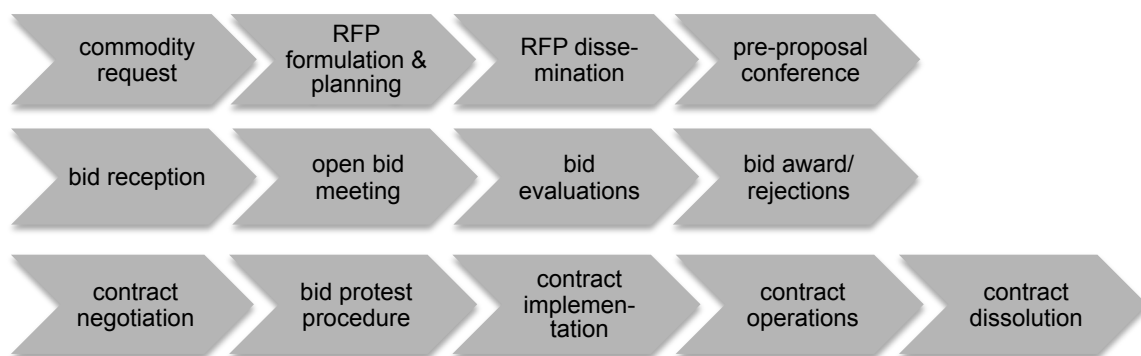 commodity
request
RFP
formulation &
planning
RFP disse-
mination
pre-proposal
conference
bid reception
open bid
meeting
bid
evaluations
bid award/
rejections
contract
negotiation
bid protest
procedure
contract
implemen-
tation
contract
operations
contract
dissolution